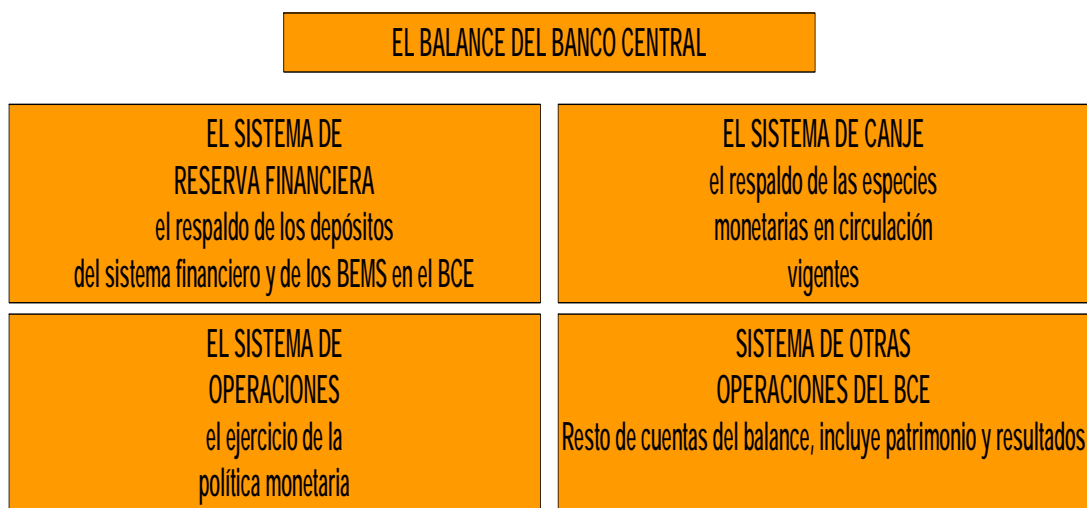 EL BALANCE DEL BANCO CENTRAL
EL SISTEMA DE
RESERVA FINANCIERA
el respaldo de los depósitos
del sistema financiero y de los BEMS en el BCE
EL SISTEMA DE CANJE
el respaldo de las especies
monetarias en circulación
vigentes
EL SISTEMA DE
OPERACIONES
el ejercicio de la
política monetaria
SISTEMA DE OTRAS
OPERACIONES DEL BCE
Resto de cuentas del balance, incluye patrimonio y resultados